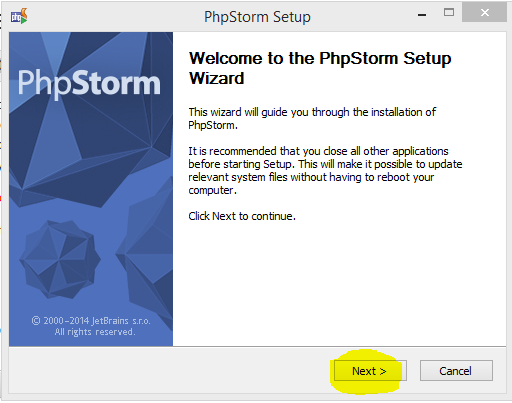 PhpStorm Setup
PhpStorm
Welcome to the PhpStorm Setup
Wizard
This wizard will guide you through the installation of
PhpStorm.
It is recommended that you close all other applications
before starting Setup. This will make it possible to update
relevant system files without having to reboot your
computer.
Click Next to continue.
© 2000-2014 JetBrains s.r.o.
All rights reserved.
Next >
Cancel